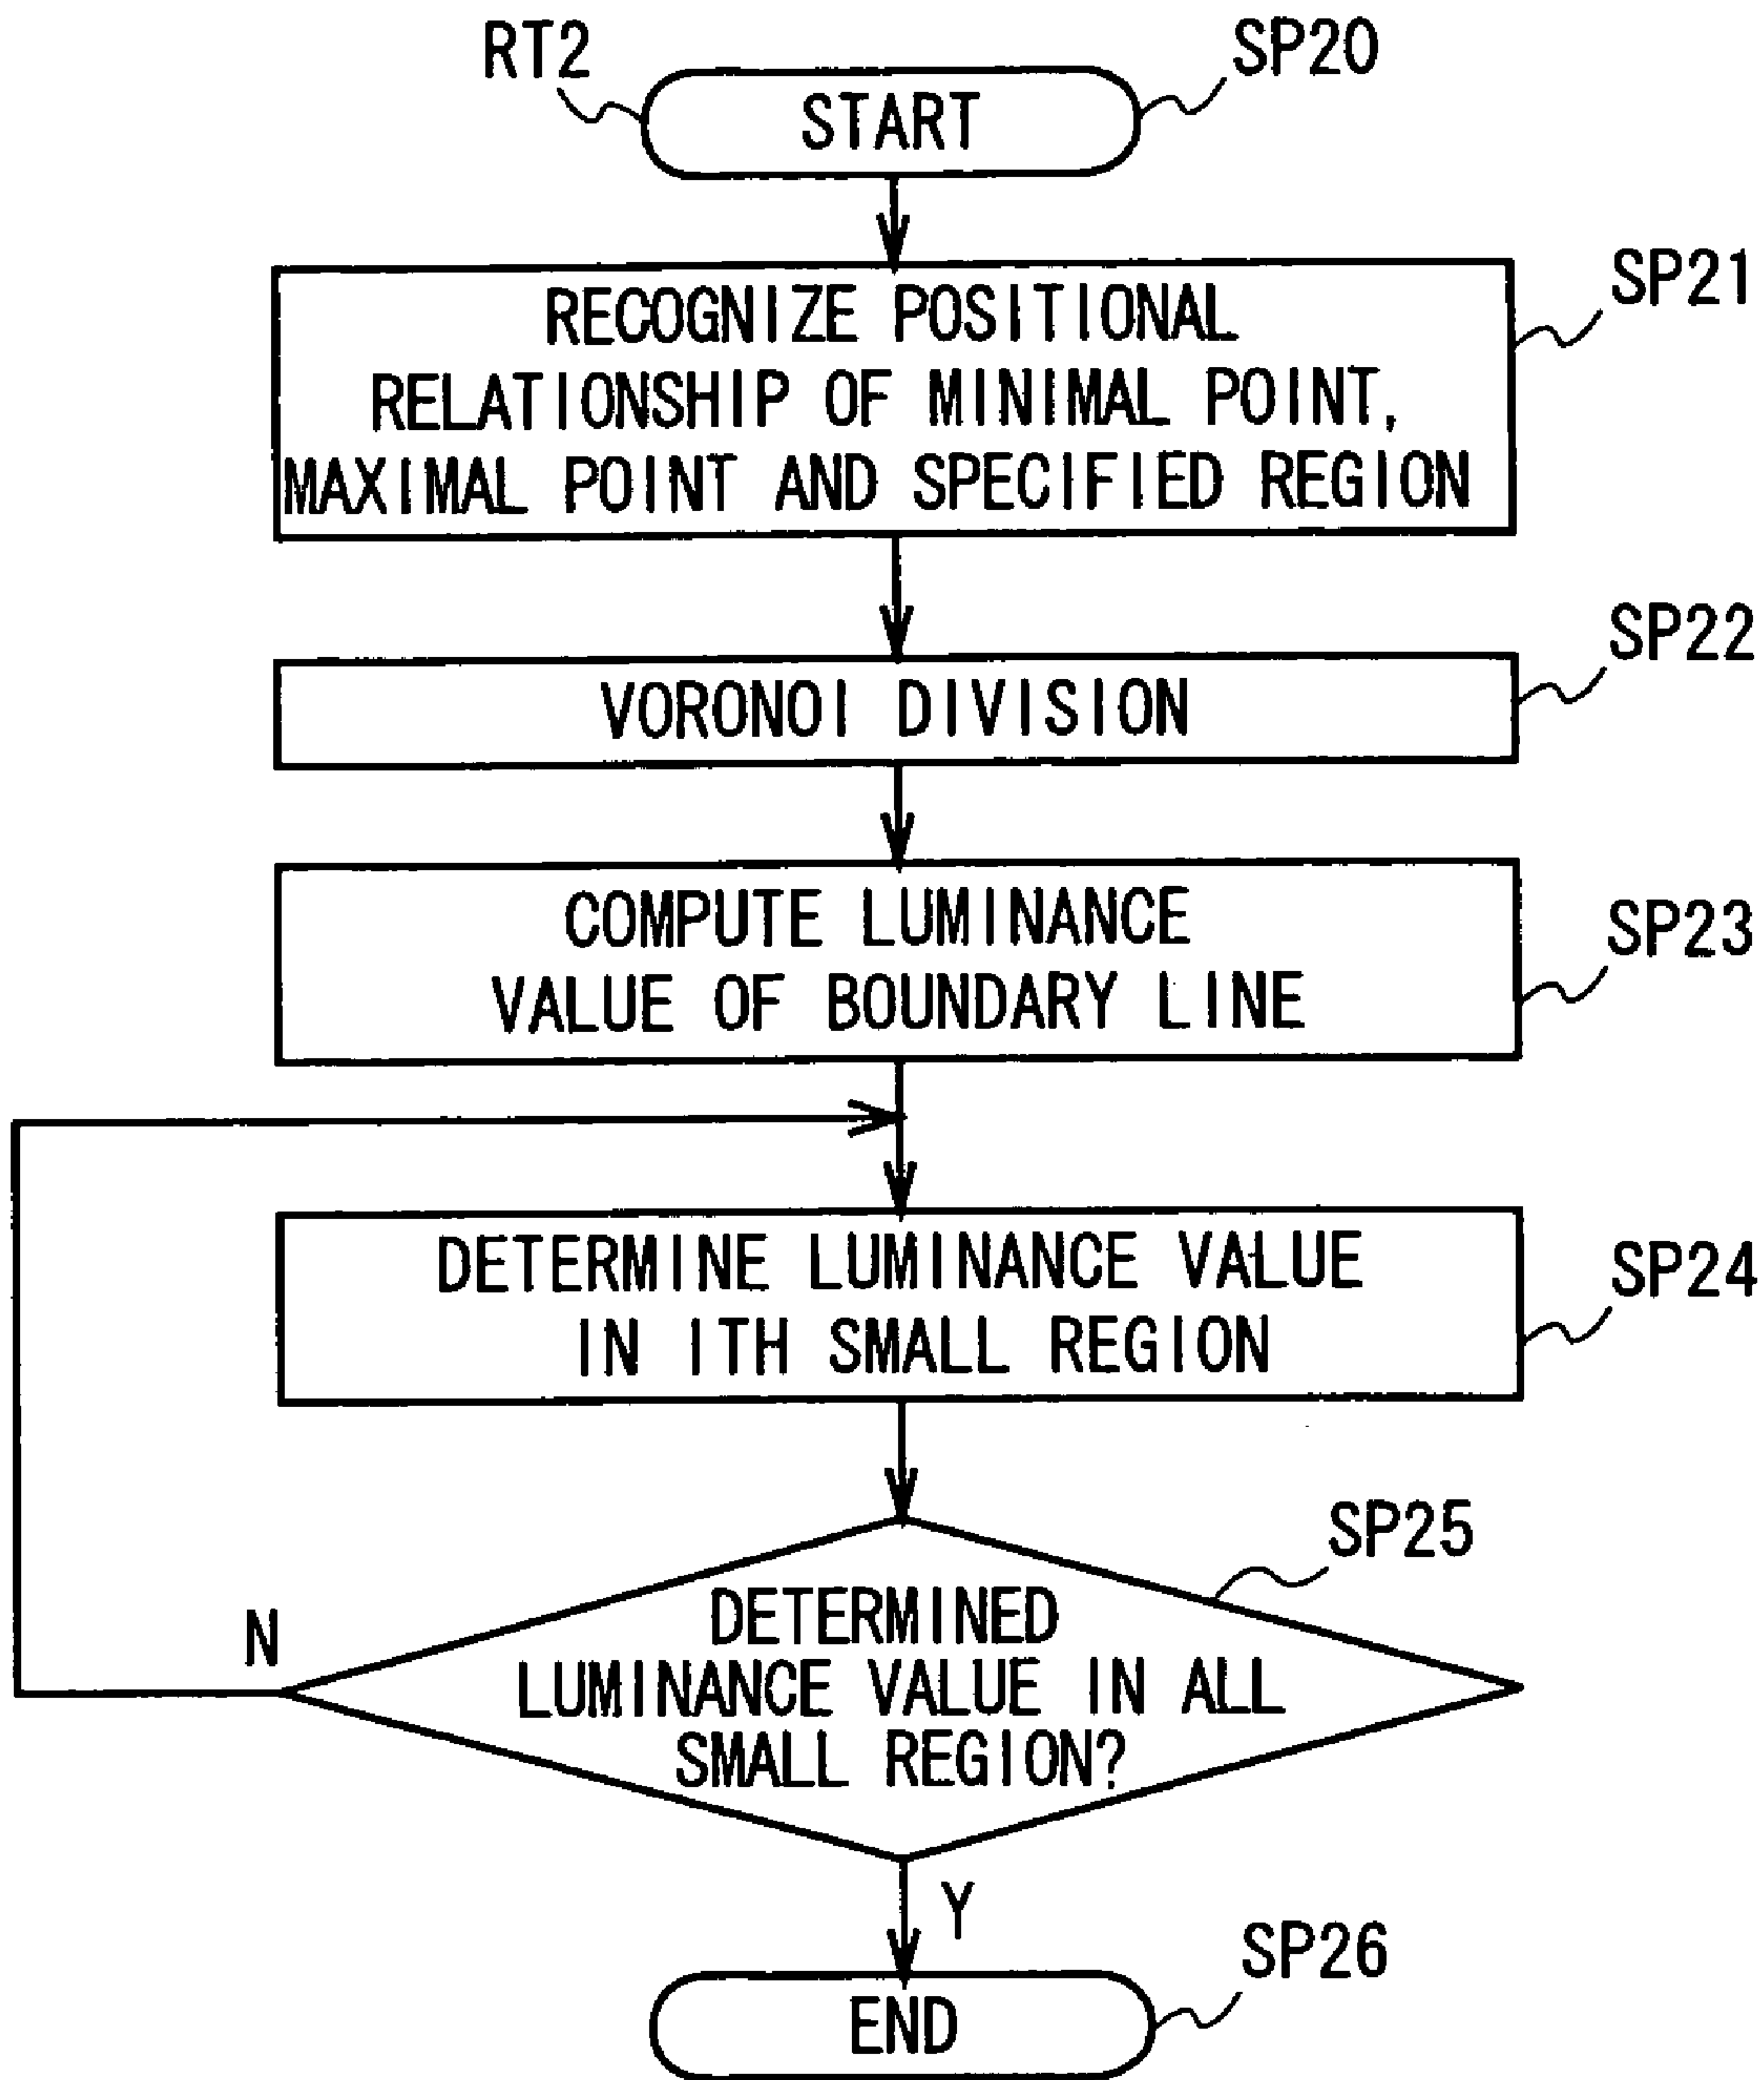 RT2
SP20
START
SP21
RECOGNIZE POSITIONAL
RELATIONSHIP OF MINIMAL POINT,
MAXIMAL POINT AND SPECIFIED REGION
SP22
VORONOI DIVISION
SP23
COMPUTE LUMINANCE
VALUE OF BOUNDARY LINE
SP24
DETERMINE LUMINANCE VALUE
IN ITH SMALL REGION
SP25
DETERMINED
LUMINANCE VALUE IN ALL
SMALL REGION?
N
Y
SP26
END